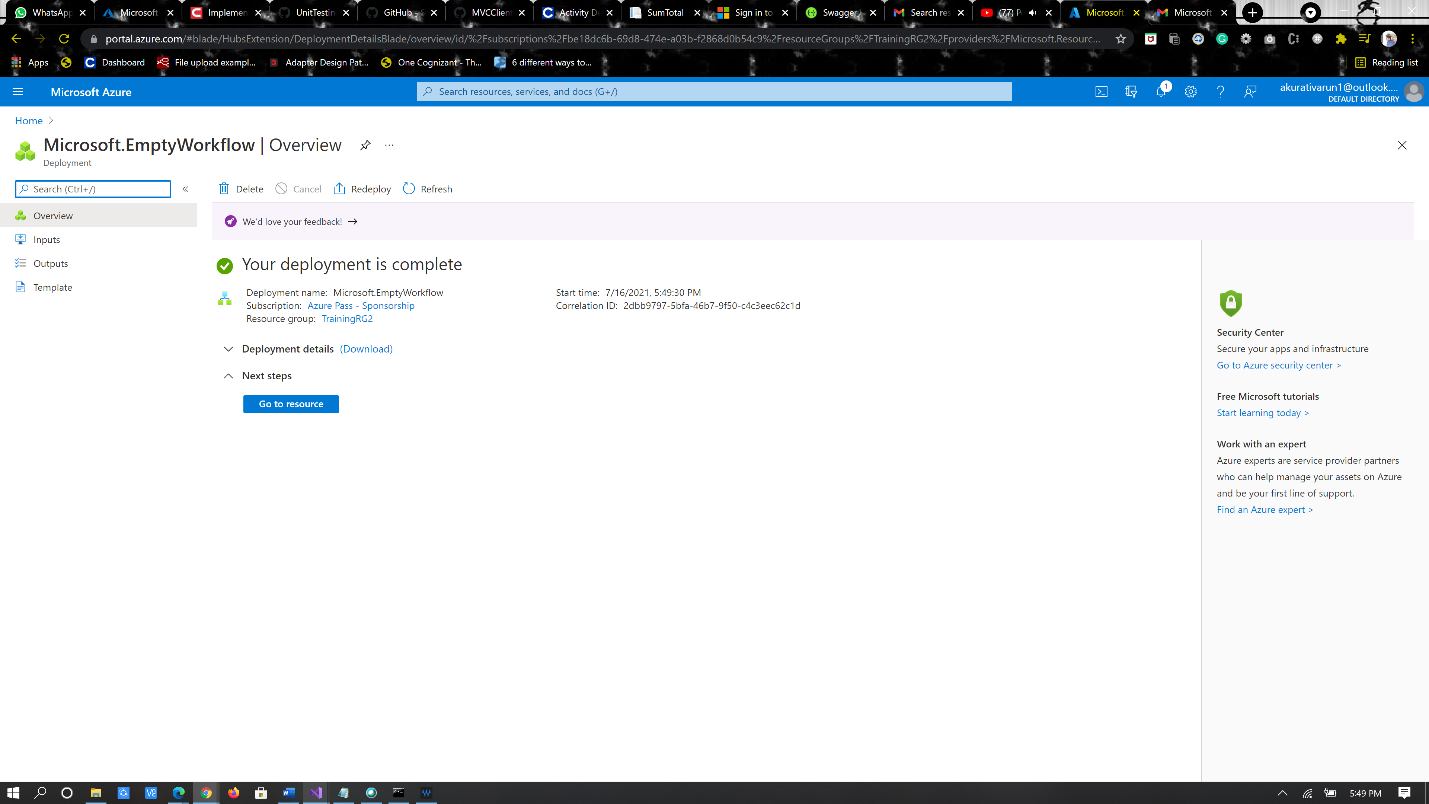 WhatsApp
Microsoft
Implemen
UnitTestin
GitHub -
MVCClien
Activity De
SumTotal
Sign in to
Swagger
Search res
(77) P
Microsoft
Microsoft
portal.azure.com/#blade/HubsExtension/DeploymentDetailsBlade/overview/id/%2Fsubscriptions%2Fbe18dc6b-69d8-474e-a03b-f2868d0b54c9%2FresourceGroups%2FTrainingRG2%2Fproviders%2FMicrosoft.Resourc...
Apps
Dashboard
File upload exampl...
Adapter Design Pat...
One Cognizant - Th...
6 different ways to...
Reading list
Microsoft Azure
Search resources, services, and docs (G+/)
1
akurativarun1@outlook....
DEFAULT DIRECTORY
Home >
Microsoft.EmptyWorkflow | Overview
Deployment
Search (Ctrl+/)
Delete Cancel Redeploy Refresh
Overview
Inputs
Outputs
Template
We'd love your feedback! →
Your deployment is complete
Deployment name: Microsoft.EmptyWorkflow
Subscription: Azure Pass - Sponsorship
Resource group: TrainingRG2
Start time: 7/16/2021, 5:49:30 PM
Correlation ID: 2dbb9797-5bfa-46b7-9f50-c4c3eec62c1d
Deployment details (Download)
Next steps
Go to resource
Security Center
Secure your apps and infrastructure
Go to Azure security center >
Free Microsoft tutorials
Start learning today >
Work with an expert
Azure experts are service provider partners
who can help manage your assets on Azure
and be your first line of support.
Find an Azure expert >
5:49 PM